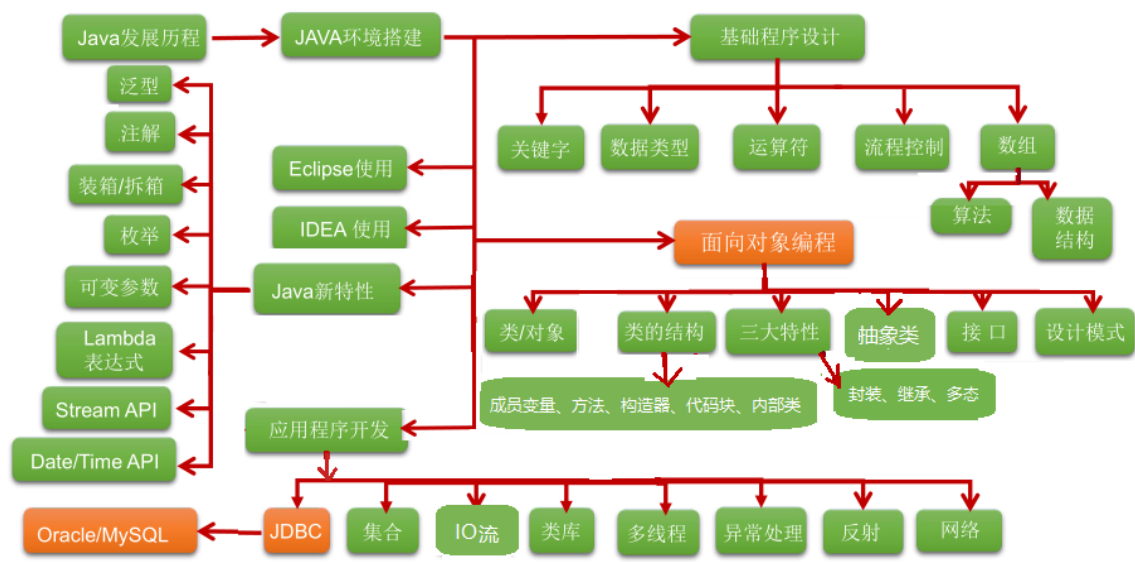 Java发展历程
JAVA环境搭建
基础程序设计
泛型
注解
装箱/拆箱
枚举
可变参数
Lambda
表达式
Stream API
Date/Time API
Eclipse使用
IDEA 使用
Java新特性
应用程序开发
关键字
数据类型
运算符
流程控制
数组
算法
数据
结构
面向对象编程
类/对象
类的结构
三大特性
抽象类
接 口
设计模式
成员变量、方法、构造器、代码块、内部类
封装、继承、多态
Oracle/MySQL
JDBC
集合
IO流
类库
多线程
异常处理
反射
网络